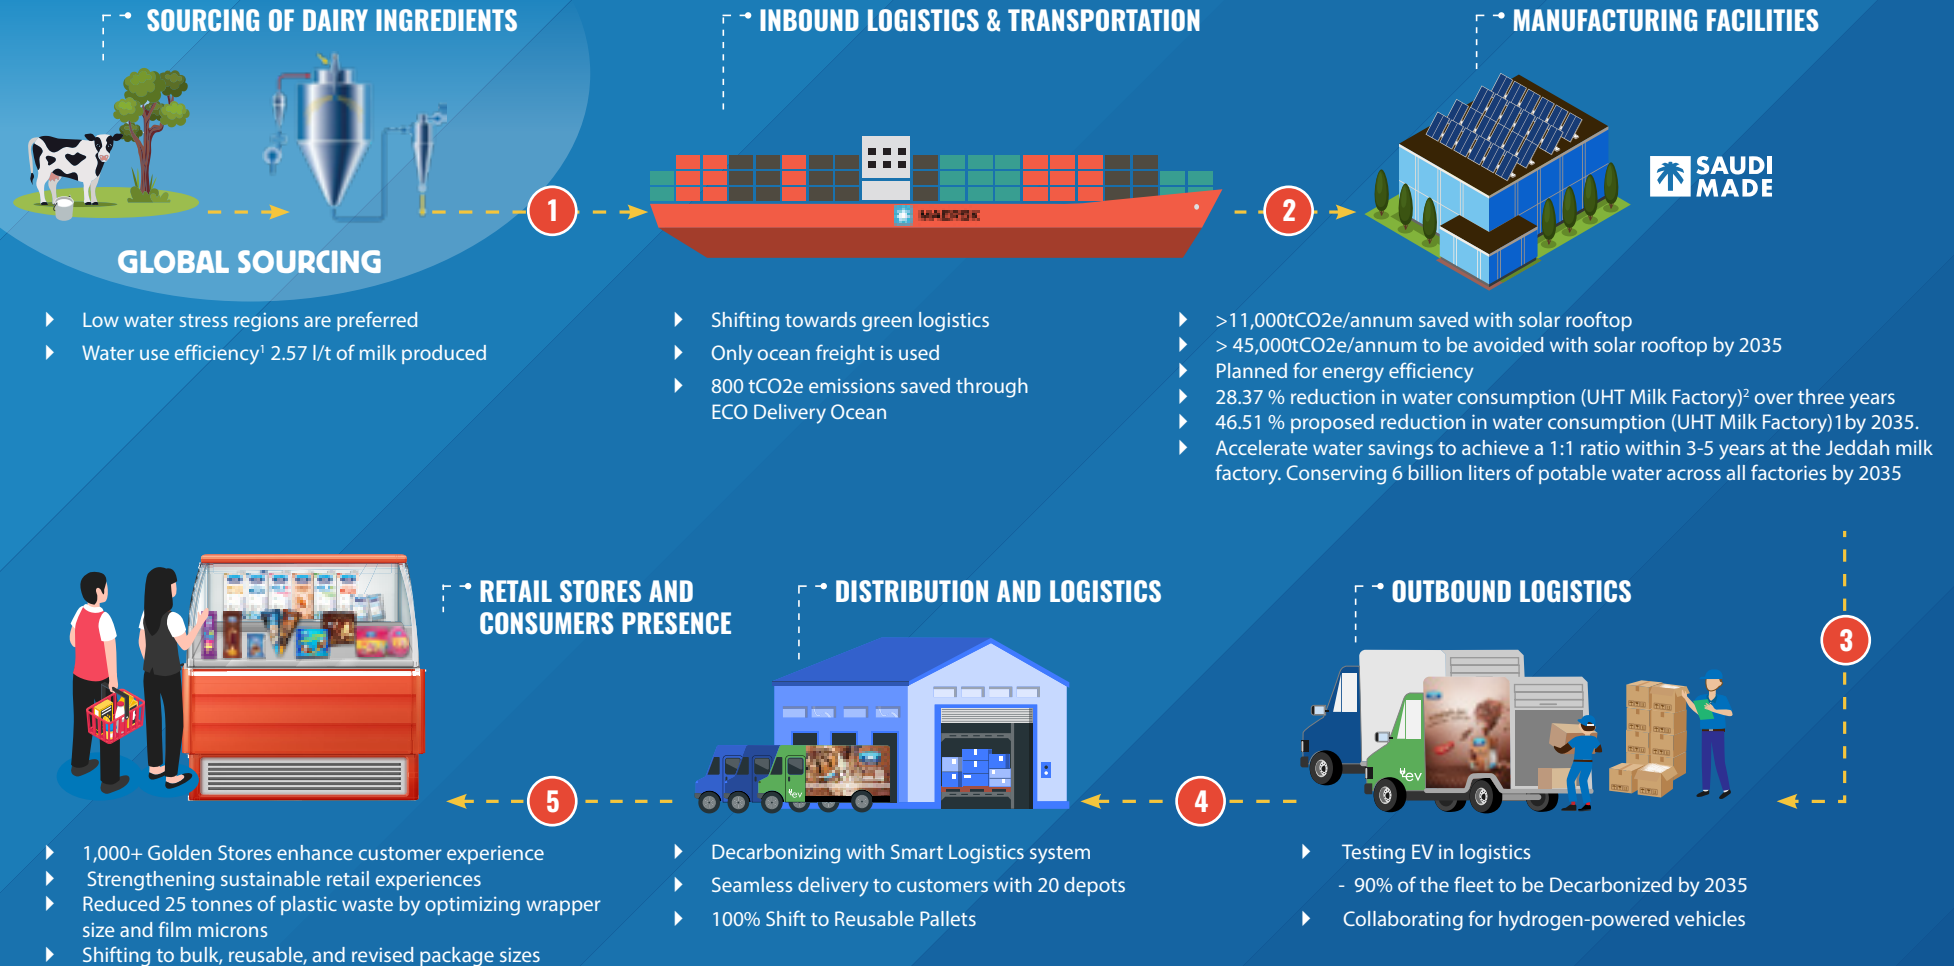 SOURCING OF DAIRY INGREDIENTS
GLOBAL SOURCING
Low water stress regions are preferred
Water use efficiency¹ 2.57 l/t of milk produced
1
INBOUND LOGISTICS & TRANSPORTATION
MAERSK
Shifting towards green logistics
Only ocean freight is used
800 tCO2e emissions saved through
ECO Delivery Ocean
2
MANUFACTURING FACILITIES
SAUDI
MADE
>11,000tCO2e/annum saved with solar rooftop
> 45,000tCO2e/annum to be avoided with solar rooftop by 2035
Planned for energy efficiency
28.37 % reduction in water consumption (UHT Milk Factory)² over three years
46.51 % proposed reduction in water consumption (UHT Milk Factory)1by 2035.
Accelerate water savings to achieve a 1:1 ratio within 3-5 years at the Jeddah milk
factory. Conserving 6 billion liters of potable water across all factories by 2035
3
OUTBOUND LOGISTICS
ev
Testing EV in logistics
- 90% of the fleet to be Decarbonized by 2035
Collaborating for hydrogen-powered vehicles
4
DISTRIBUTION AND LOGISTICS
ev
Decarbonizing with Smart Logistics system
Seamless delivery to customers with 20 depots
100% Shift to Reusable Pallets
5
RETAIL STORES AND
CONSUMERS PRESENCE
1,000+ Golden Stores enhance customer experience
Strengthening sustainable retail experiences
Reduced 25 tonnes of plastic waste by optimizing wrapper
size and film microns
Shifting to bulk, reusable, and revised package sizes